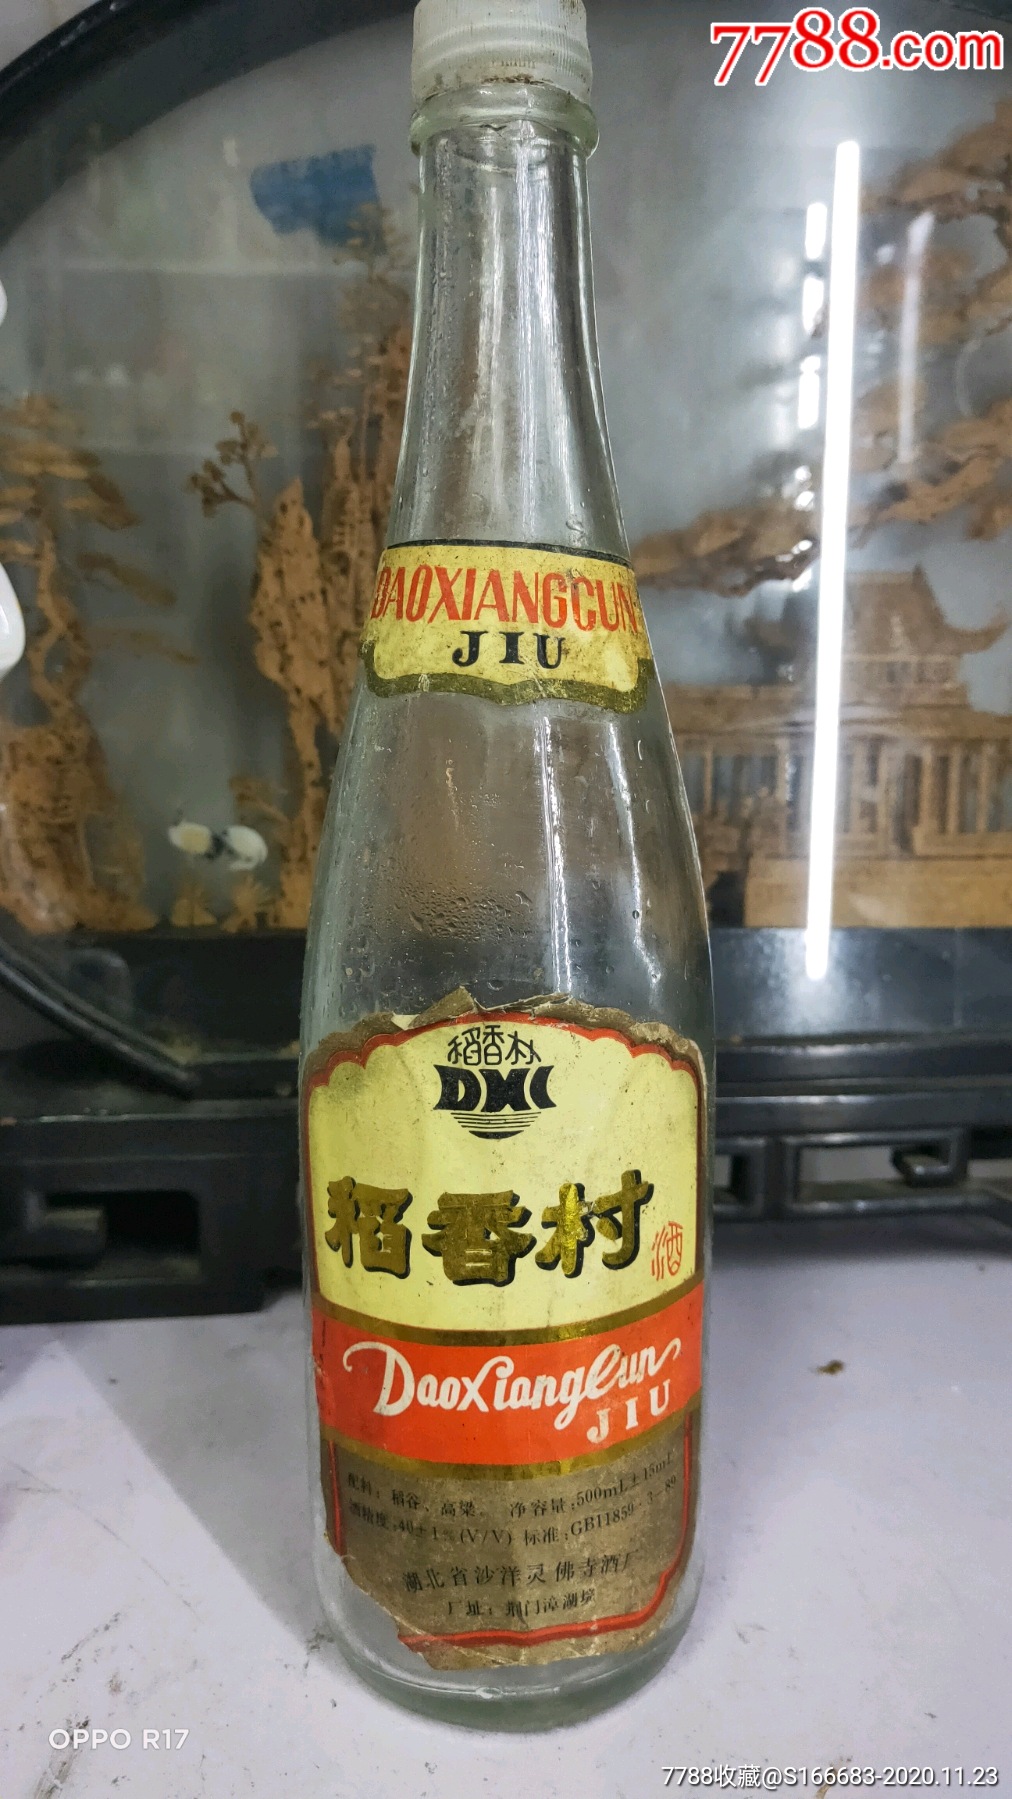 7788.com
DAOXIANGCUN
JIU
稻香村
DXC
稻香村
酒
DaoXiangCun
JIU
配料：稻谷、高粱。 净容量：500mL±15mL
酒精度：40±1%(V/V) 标准：GB11859·3-89
湖北省沙洋灵佛寺酒厂
厂址：荆门漳湖垸
OPPO R17
7788收藏@S166683-2020.11.23